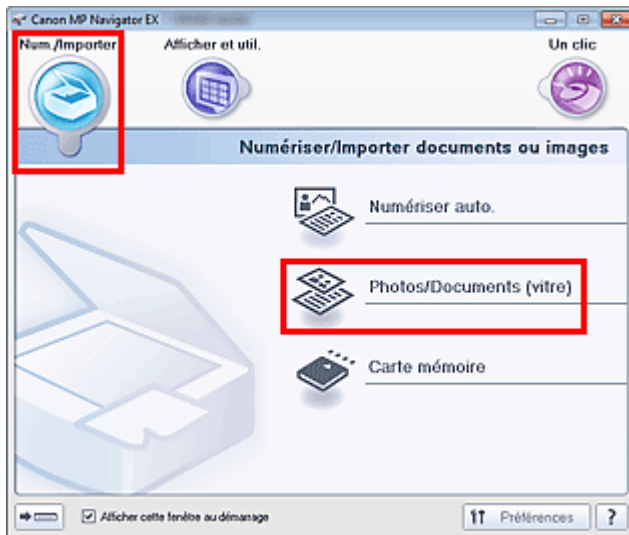 Canon MP Navigator EX
Num./Importer
Afficher et util.
Un clic
Numériser/Importer documents ou images
Numériser auto.
Photos/Documents (vitre)
Carte mémoire
Afficher cette fenêtre au démarrage
Préférences
?